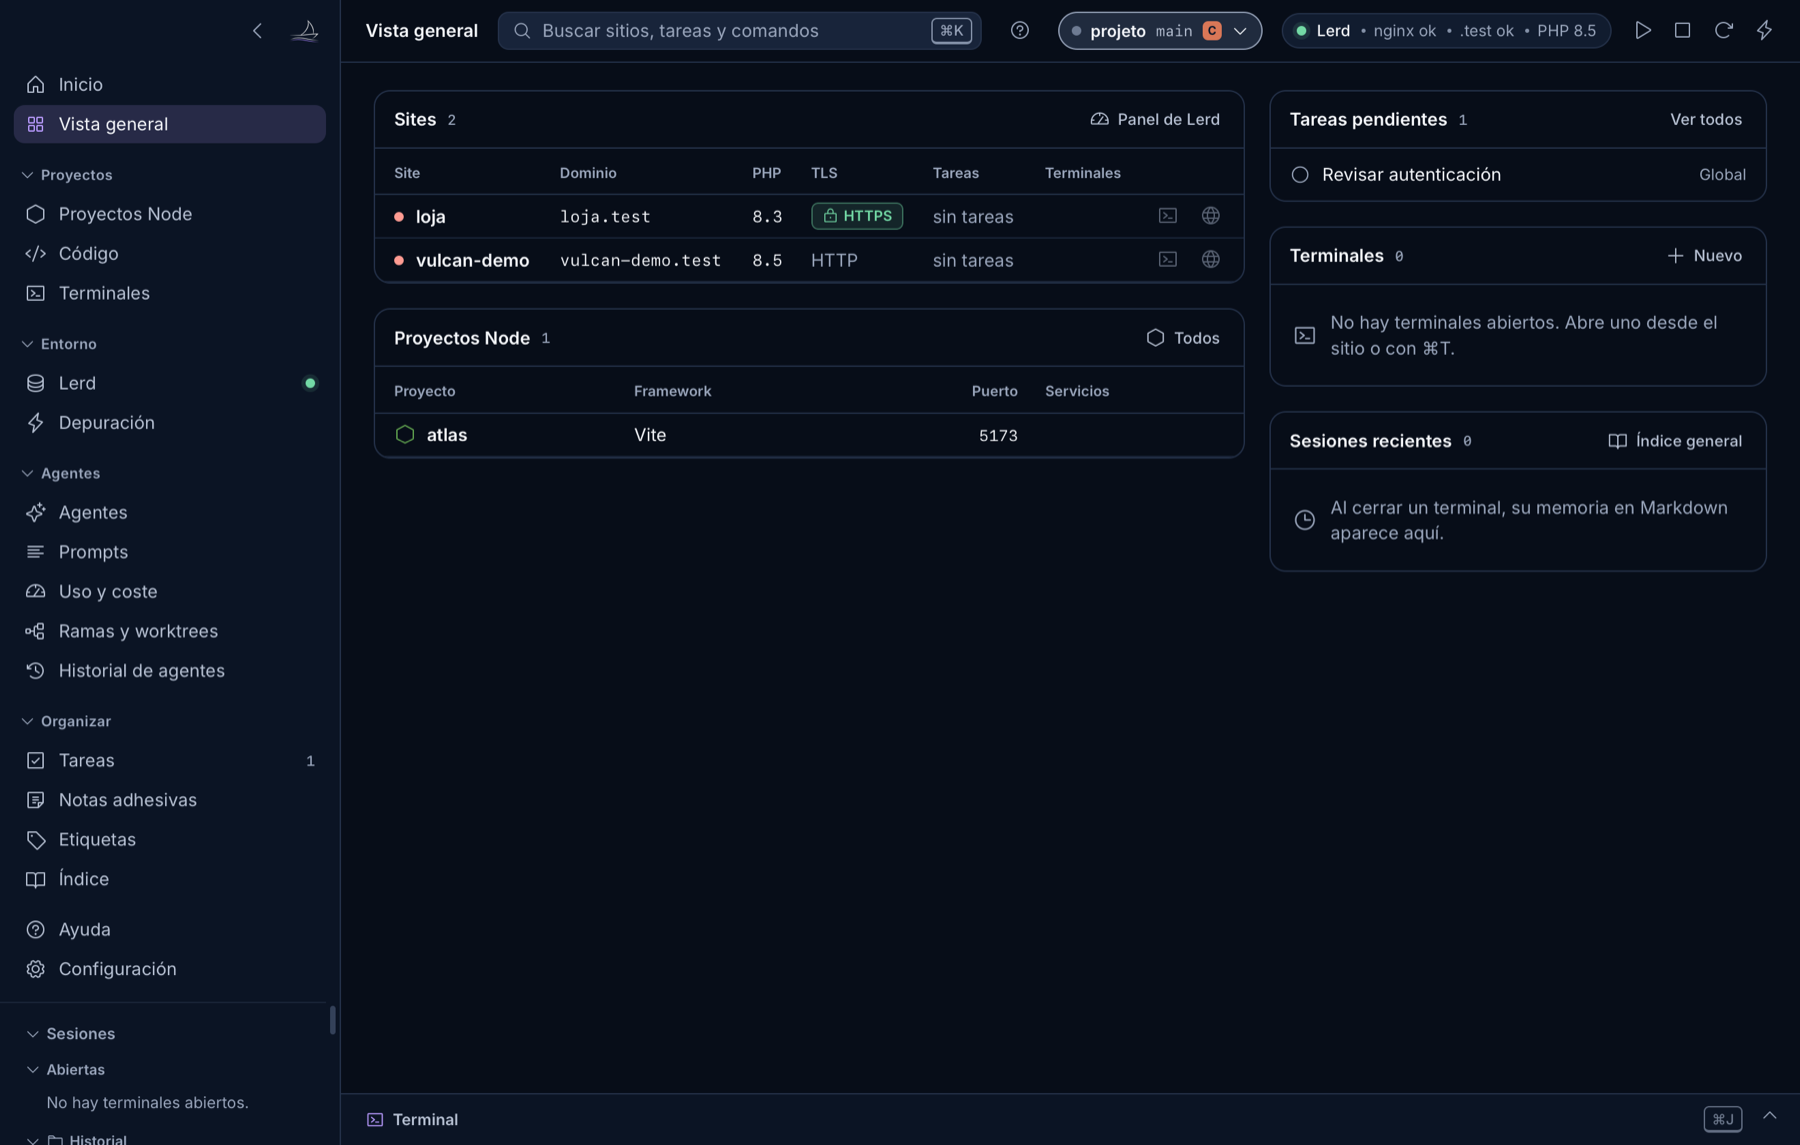 Vista general
Buscar sitios, tareas y comandos
⌘K
projeto main C
Lerd • nginx ok • .test ok • PHP 8.5
Inicio
Vista general
Proyectos
Proyectos Node
Código
Terminales
Entorno
Lerd
Depuración
Agentes
Agentes
Prompts
Uso y coste
Ramas y worktrees
Historial de agentes
Organizar
Tareas 1
Notas adhesivas
Etiquetas
Índice
Ayuda
Configuración
Sesiones
Abiertas
No hay terminales abiertos.
Historial
Sites 2
Panel de Lerd
Site Dominio PHP TLS Tareas Terminales
loja loja.test 8.3 HTTPS sin tareas
vulcan-demo vulcan-demo.test 8.5 HTTP sin tareas
Proyectos Node 1
Todos
Proyecto Framework Puerto Servicios
atlas Vite 5173
Tareas pendientes 1
Ver todos
Revisar autenticación Global
Terminales 0
Nuevo
No hay terminales abiertos. Abre uno desde el
sitio o con ⌘T.
Sesiones recientes 0
Índice general
Al cerrar un terminal, su memoria en Markdown
aparece aquí.
Terminal
⌘J